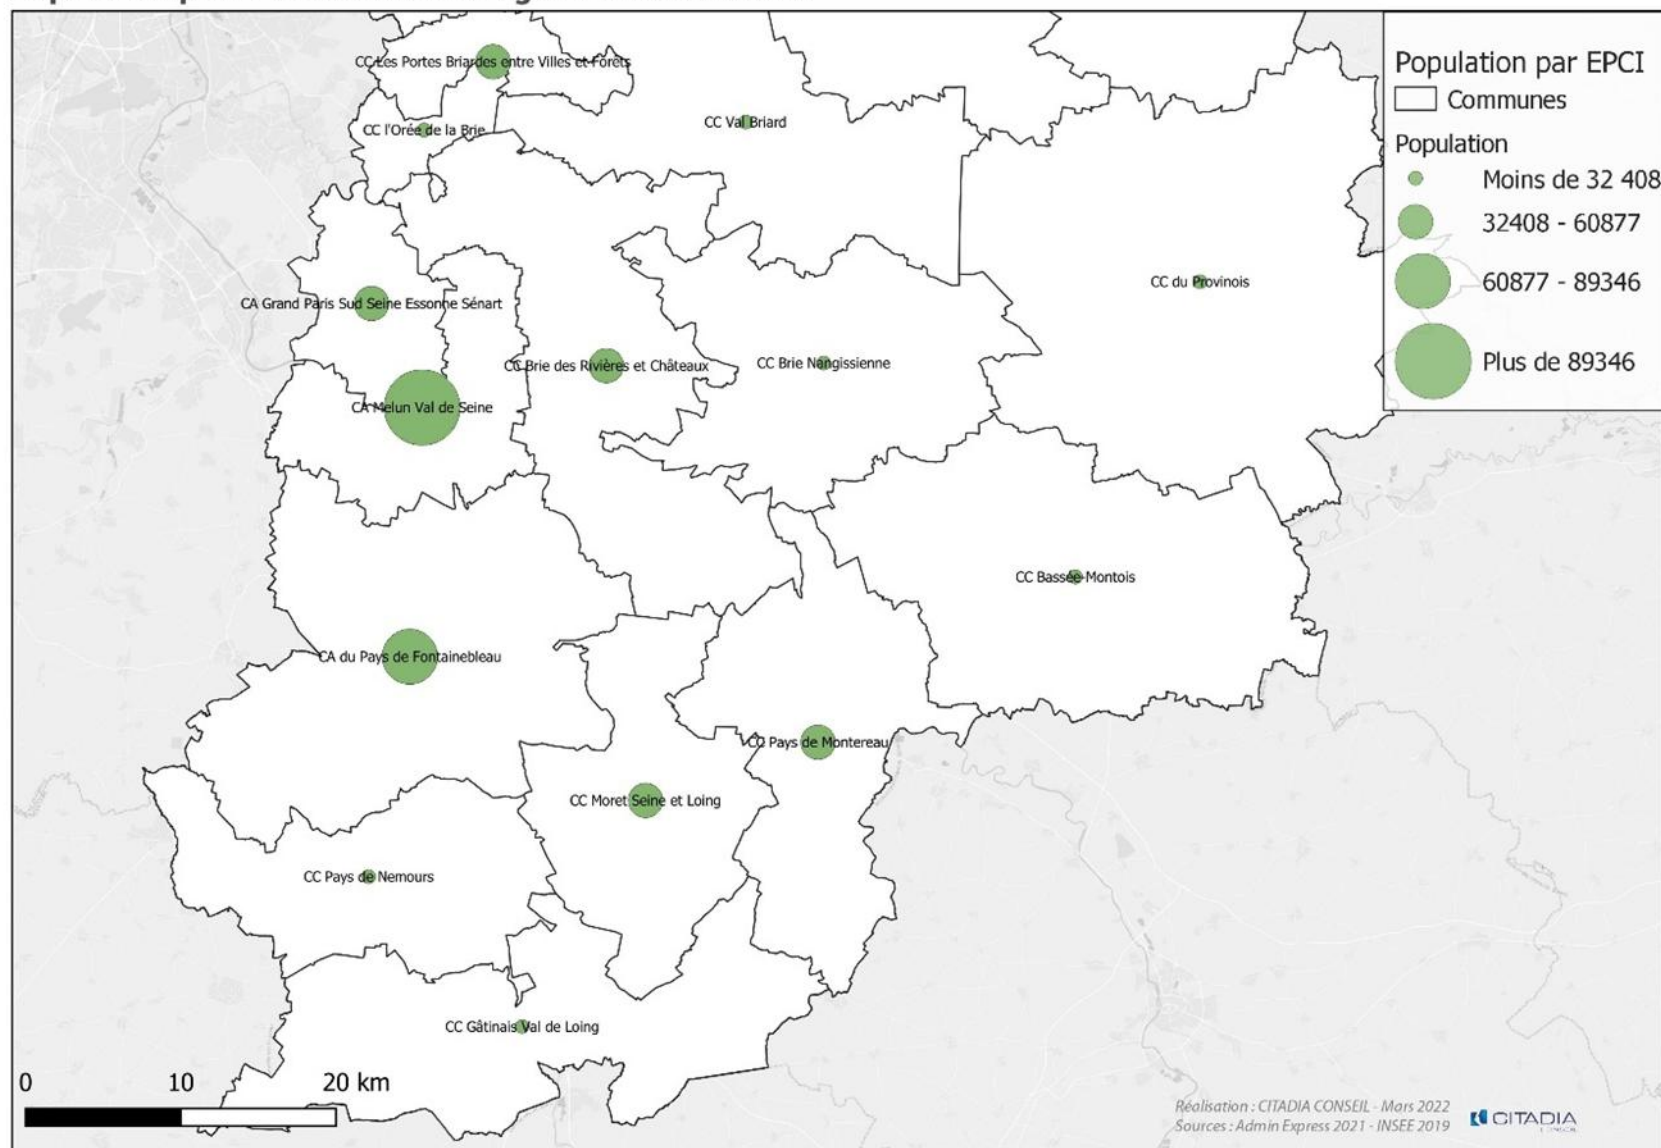 Population par EPCI
Communes
Population
Moins de 32 408
32408 - 60877
60877 - 89346
Plus de 89346
CC Les Portes Briardes entre Villes et Forêts
CC l'Orée de la Brie
CC Val Briard
CC du Provinois
CA Grand Paris Sud Seine Essonne Sénart
CC Brie des Rivières et Châteaux
CC Brie Nangissienne
CA Melun Val de Seine
CC Bassée-Montois
CA du Pays de Fontainebleau
CC Pays de Montereau
CC Moret Seine et Loing
CC Pays de Nemours
CC Gâtinais Val de Loing
0 10 20 km
Réalisation : CITADIA CONSEIL - Mars 2022
Sources : Admin Express 2021 - INSEE 2019
CITADIA
CONSEIL